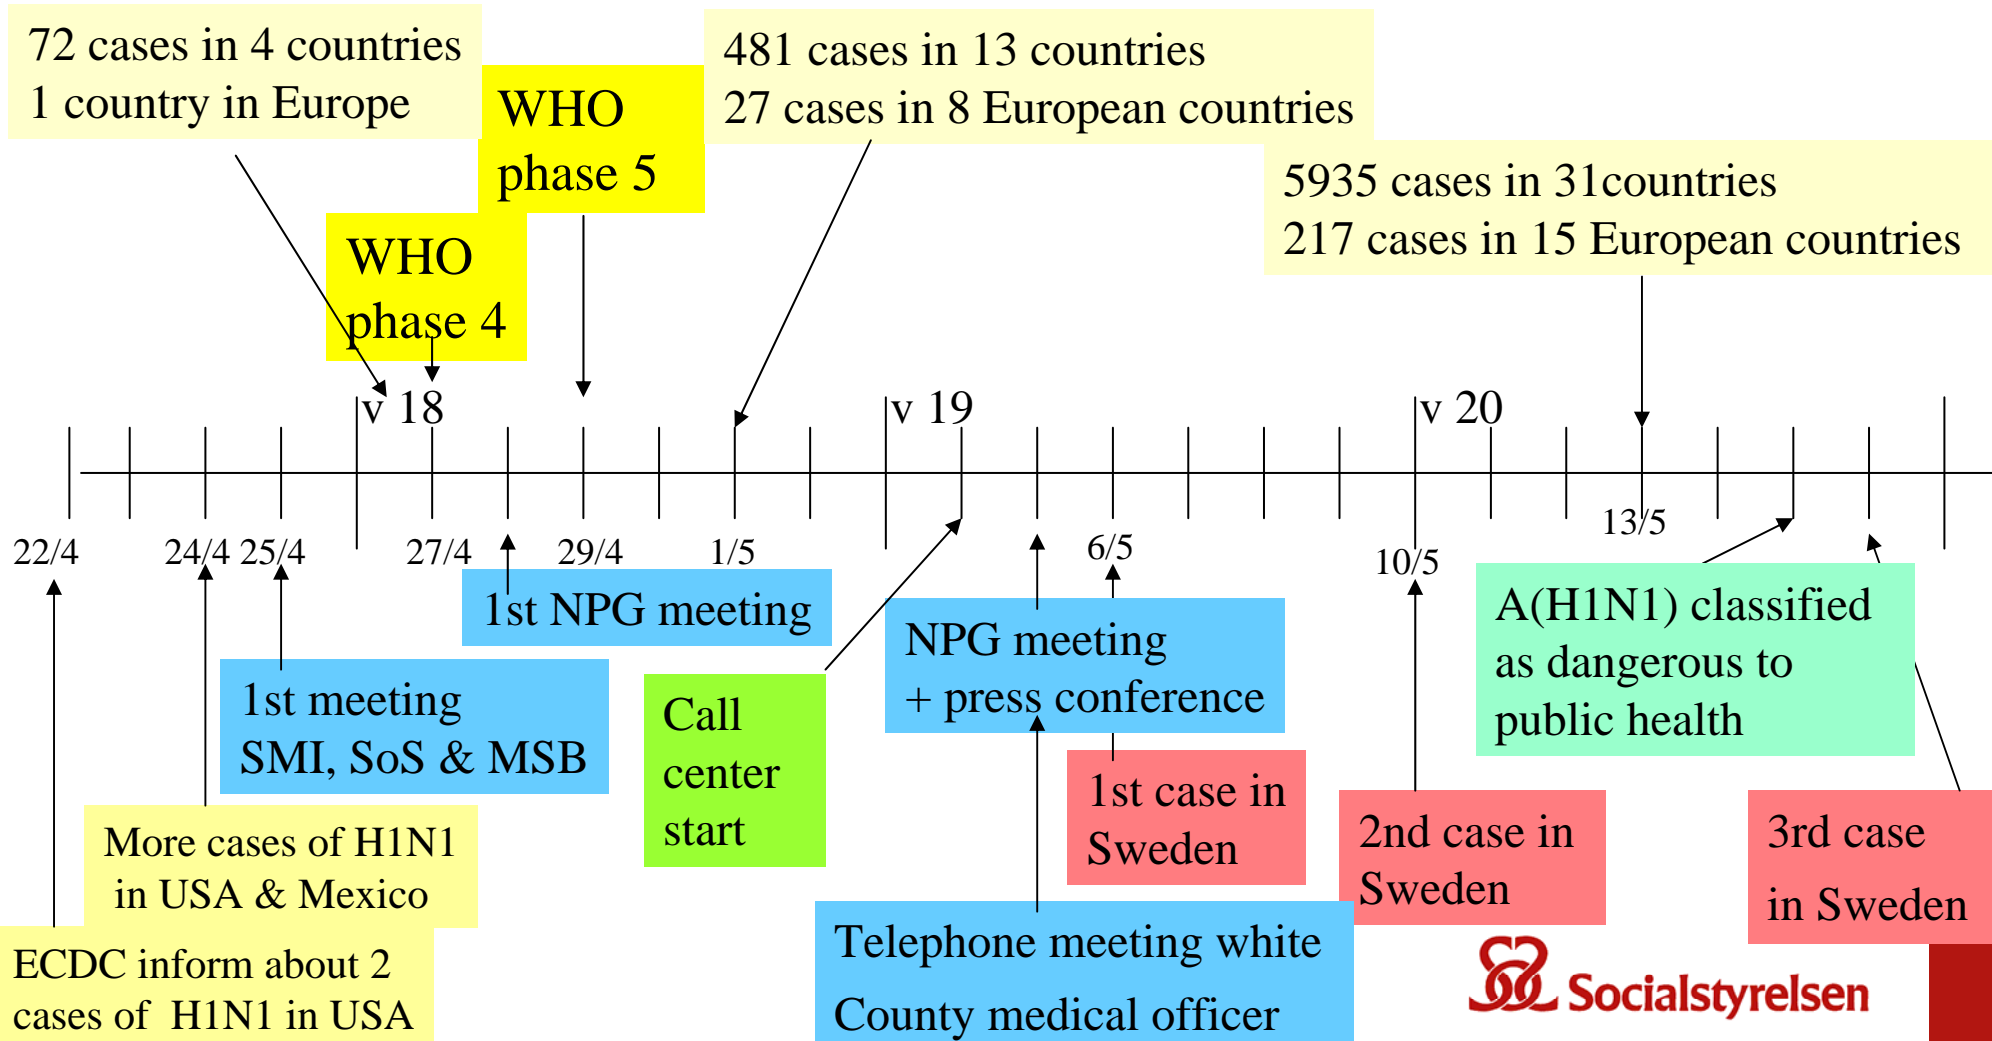 72 cases in 4 countries
1 country in Europe
WHO
phase 5
481 cases in 13 countries
27 cases in 8 European countries
WHO
phase 4
5935 cases in 31countries
217 cases in 15 European countries
v 18
v 19
v 20
22/4
24/4
25/4
27/4
29/4
1/5
6/5
10/5
13/5
1st NPG meeting
1st meeting
SMI, SoS & MSB
Call
center
start
NPG meeting
+ press conference
A(H1N1) classified
as dangerous to
public health
More cases of H1N1
in USA & Mexico
1st case in
Sweden
2nd case in
Sweden
3rd case
in Sweden
ECDC inform about 2
cases of H1N1 in USA
Telephone meeting white
County medical officer
Socialstyrelsen